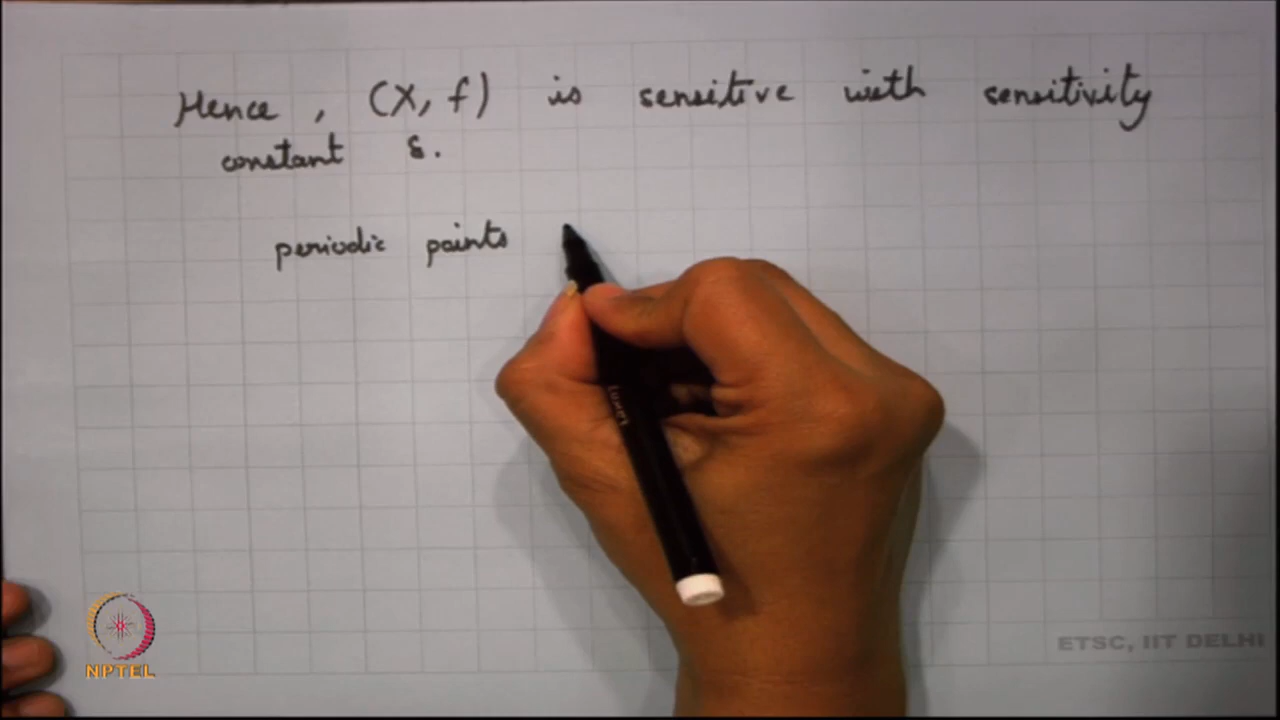 Hence, (X, f) is sensitive with sensitivity
constant δ.
periodic points
NPTEL
ETSC, IIT DELHI